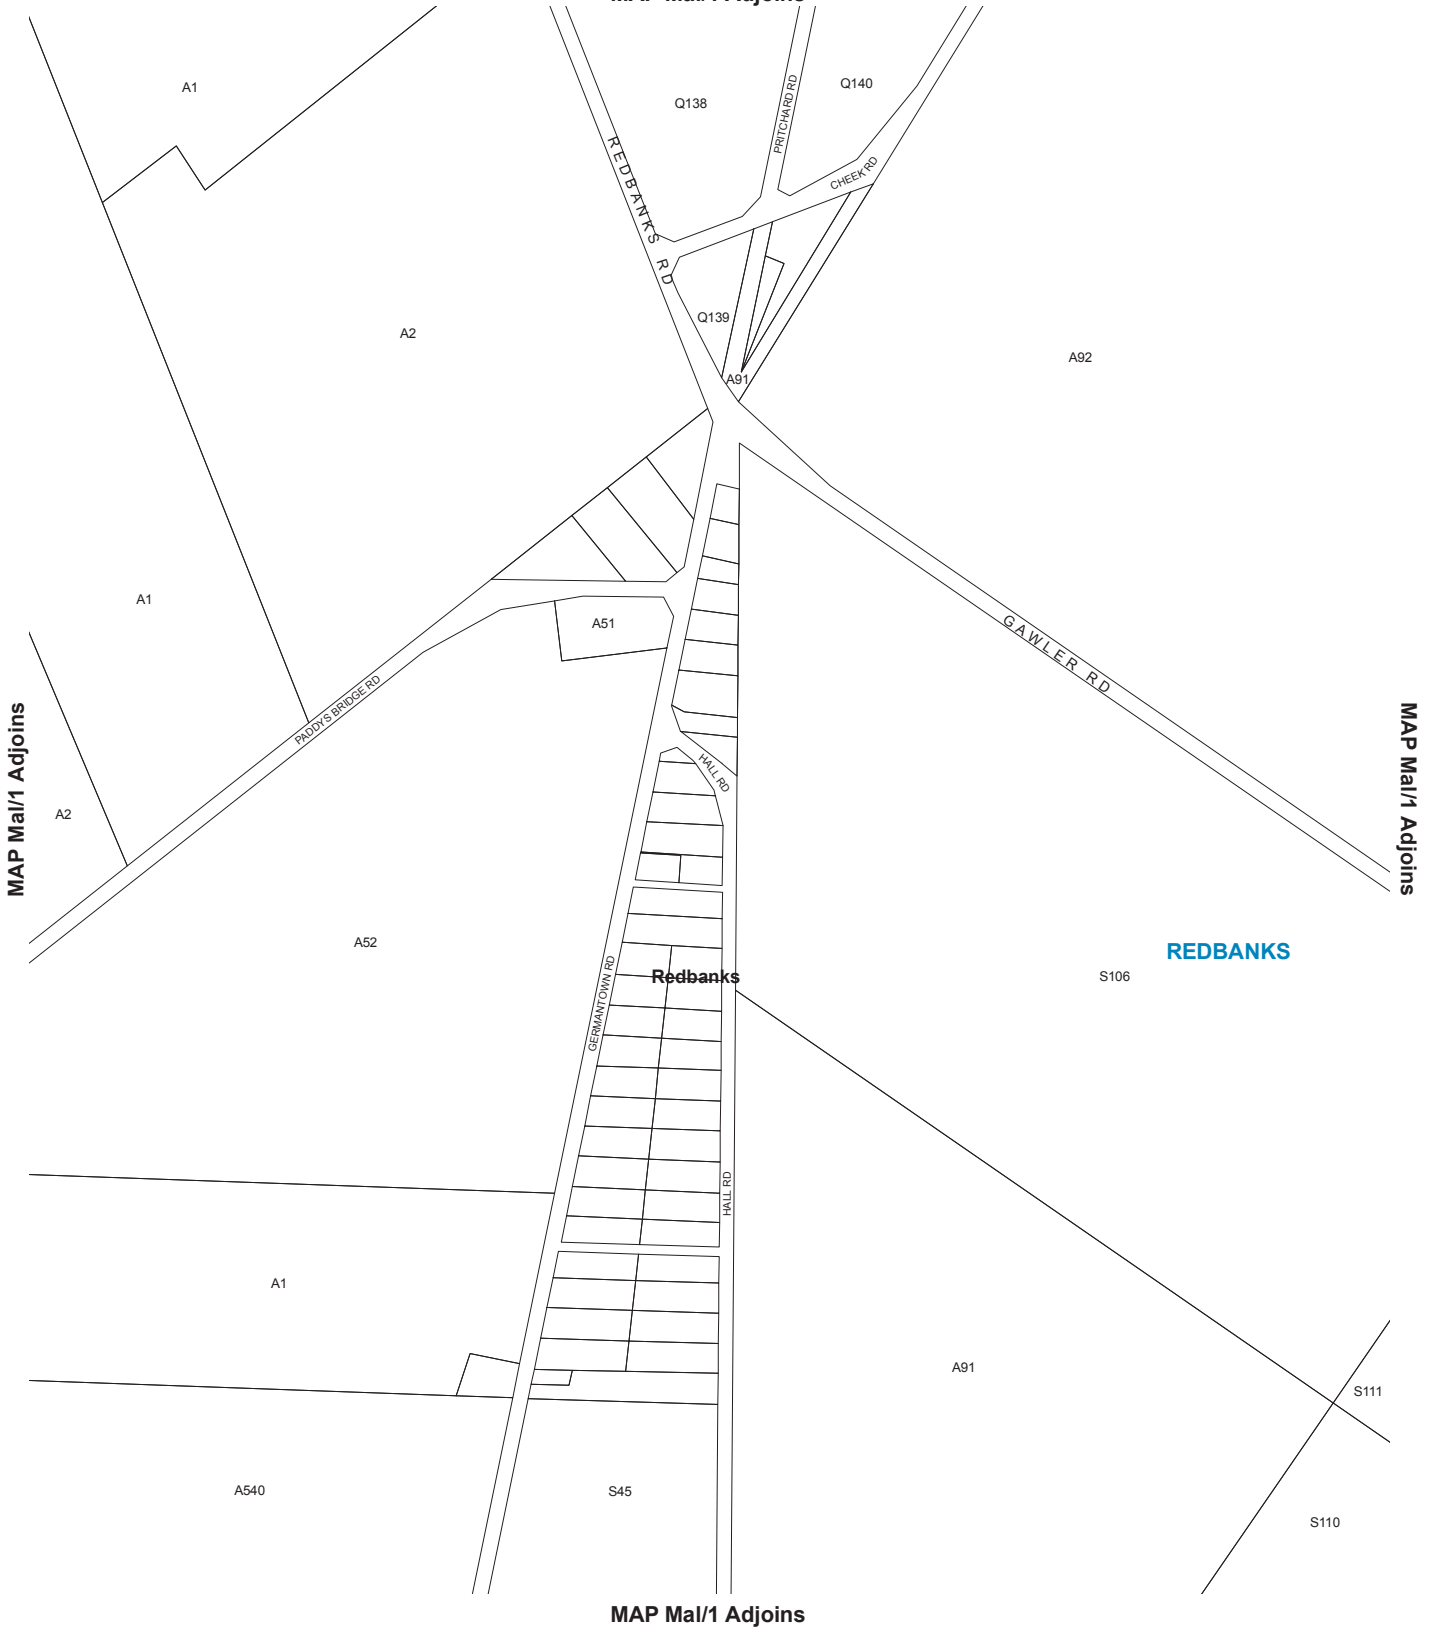 MAP Mal/1 Adjoins
A1
Q138
PRITCHARD RD
Q140
REDBANKS RD
CHEEK RD
A2
Q139
A91
A92
A1
A51
GAWLER RD
PADDYS BRIDGE RD
MAP Mal/1 Adjoins
MAP Mal/1 Adjoins
HALL RD
A2
A52
GERMANTOWN RD
Redbanks
REDBANKS
S106
HALL RD
A1
A91
S111
A540
S45
S110
MAP Mal/1 Adjoins